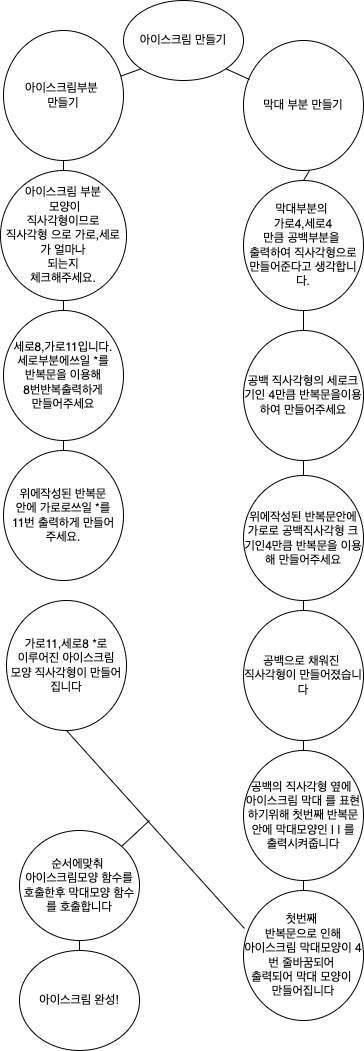 아이스크림 만들기
아이스크림부분
만들기
막대 부분 만들기
아이스크림 부분
모양이
직사각형이므로
직사각형 으로 가로,세로
가 얼마나
되는지
체크해주세요.
막대부분의
가로4,세로4
만큼 공백부분을
출력하여 직사각형으로
만들어준다고 생각합니
다.
세로8,가로11입니다.
세로부분에쓰일 *를
반복문을 이용해
8번반복출력하게
만들어주세요
공백 직사각형의 세로크
기인 4만큼 반복문을이용
하여 만들어주세요
위에작성된 반복문
안에 가로로쓰일 *를
11번 출력하게 만들어
주세요.
위에작성된 반복문안에
가로로 공백직사각형 크
기인4만큼 반복문을 이용
해 만들어주세요
가로11,세로8 *로
이루어진 아이스크림
모양 직사각형이 만들어
집니다
공백으로 채워진
직사각형이 만들어졌습니
다
공백의 직사각형 옆에
아이스크림 막대 를 표현
하기위해 첫번째 반복문
안에 막대모양인 | | 를
출력시켜줍니다
순서에맞춰
아이스크림모양 함수를
호출한후 막대모양 함수
를 호출합니다
첫번째
반복문으로 인해
아이스크림 막대모양이 4
번 줄바꿈되어
출력되어 막대 모양이
만들어집니다
아이스크림 완성!